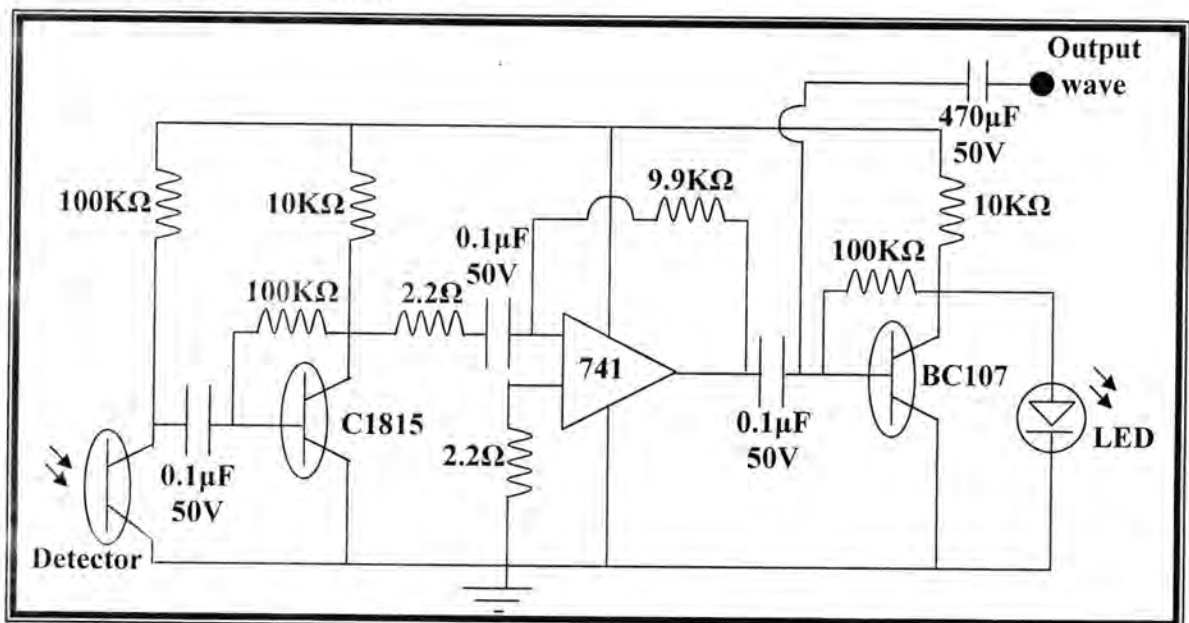 Output
wave
470µF
50V
100KΩ
10KΩ
9.9KΩ
10KΩ
0.1µF
50V
100KΩ
100KΩ
2.2Ω
741
BC107
C1815
0.1µF
50V
LED
2.2Ω
0.1µF
50V
Detector